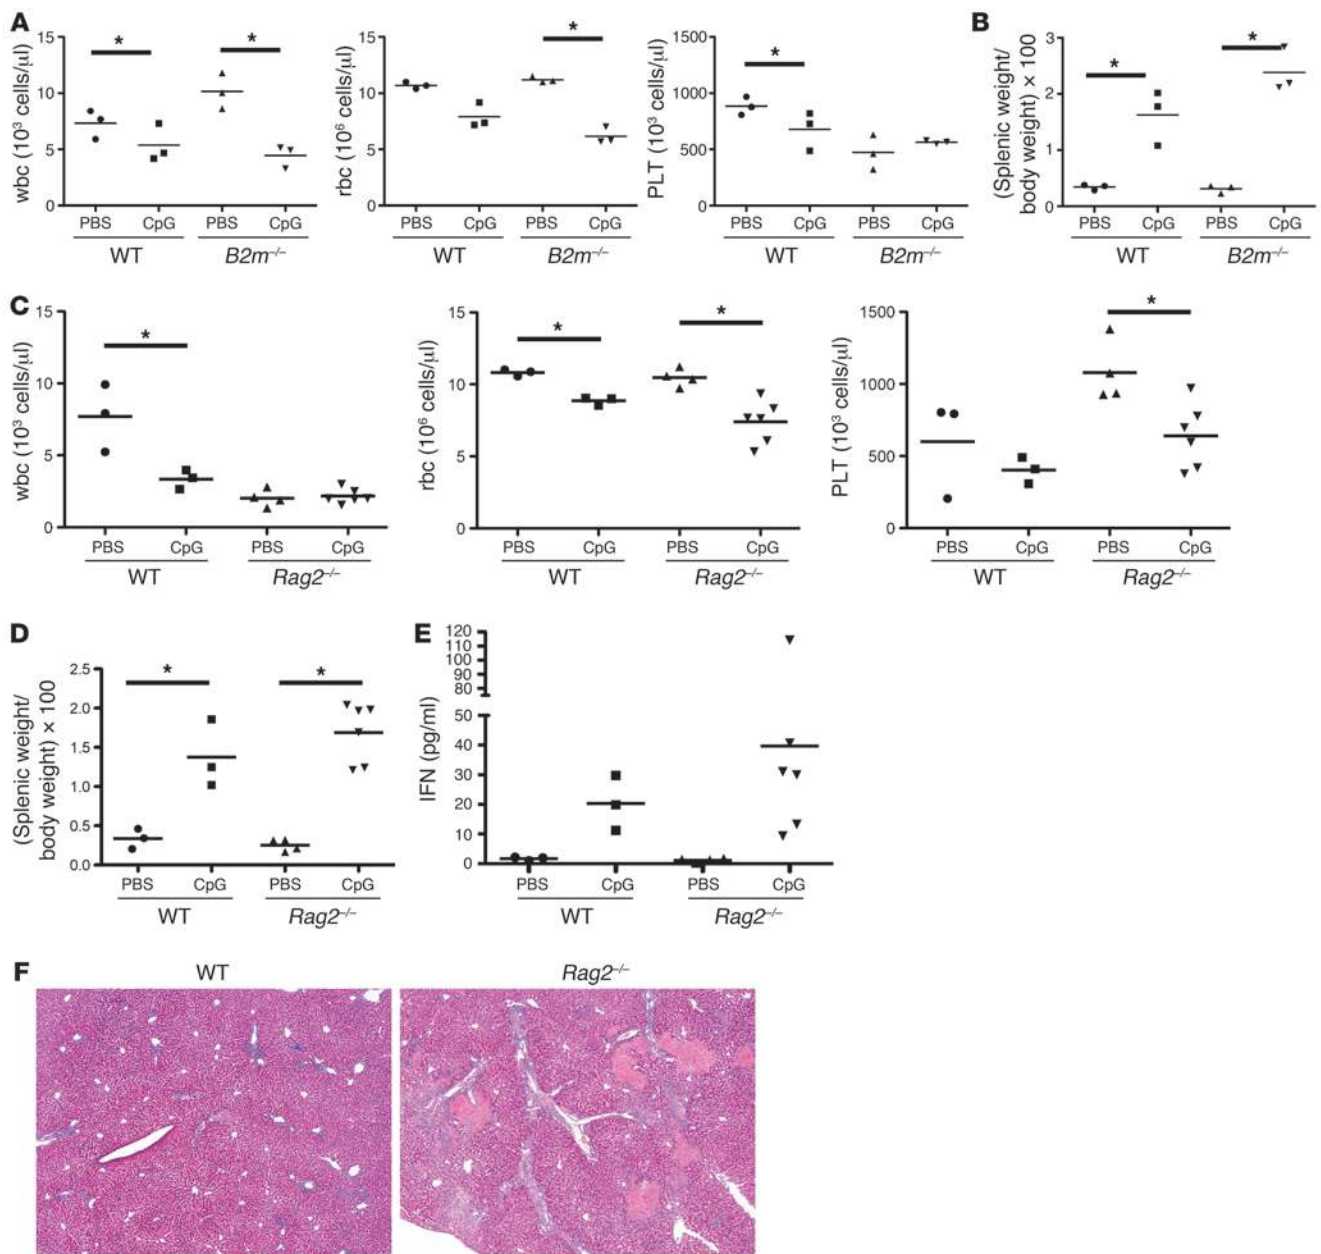 A
wbc (10³ cells/µl)
15
10
5
0
*
*
PBS CpG PBS CpG
WT B2m⁻/⁻
rbc (10⁶ cells/µl)
15
10
5
0
*
PBS CpG PBS CpG
WT B2m⁻/⁻
PLT (10³ cells/µl)
1500
1000
500
0
*
PBS CpG PBS CpG
WT B2m⁻/⁻
B
(Splenic weight/
body weight) × 100
3
2
1
0
*
*
PBS CpG PBS CpG
WT B2m⁻/⁻
C
wbc (10³ cells/µl)
15
10
5
0
*
PBS CpG PBS CpG
WT Rag2⁻/⁻
rbc (10⁶ cells/µl)
15
10
5
0
*
*
PBS CpG PBS CpG
WT Rag2⁻/⁻
PLT (10³ cells/µl)
1500
1000
500
0
*
PBS CpG PBS CpG
WT Rag2⁻/⁻
D
(Splenic weight/
body weight) × 100
2.5
2.0
1.5
1.0
0.5
0.0
*
*
PBS CpG PBS CpG
WT Rag2⁻/⁻
E
IFN (pg/ml)
120
110
100
90
80
50
40
30
20
10
0
PBS CpG PBS CpG
WT Rag2⁻/⁻
F
WT Rag2⁻/⁻